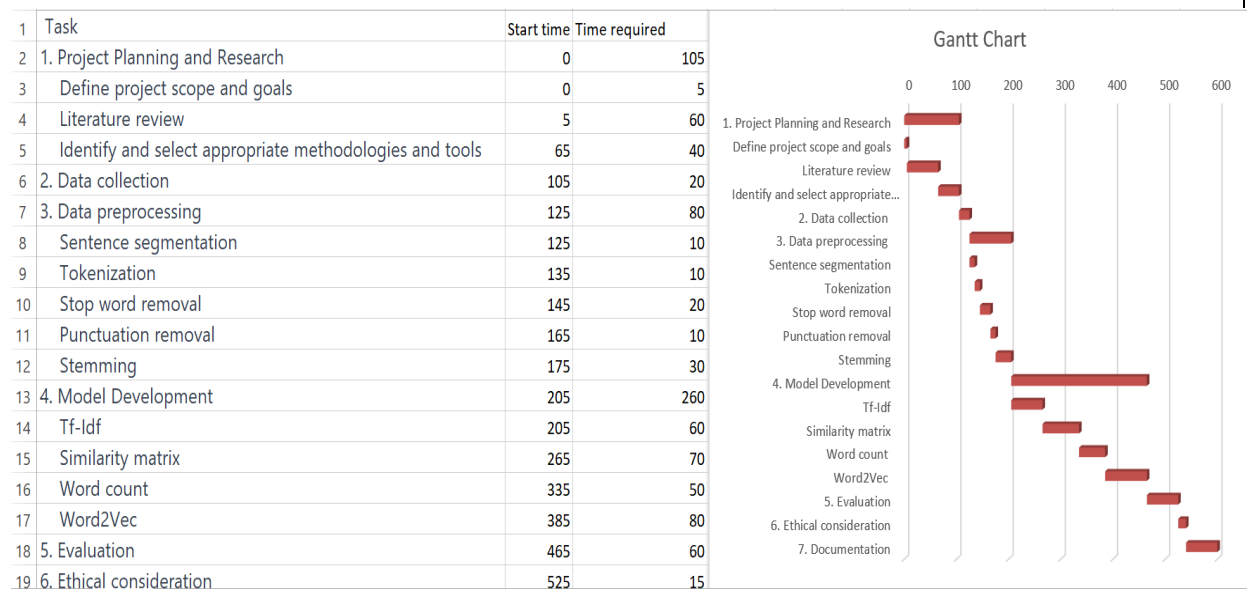 1 Task Start time Time required
2 1. Project Planning and Research 0 105
3 Define project scope and goals 0 5
4 Literature review 5 60
5 Identify and select appropriate methodologies and tools 65 40
6 2. Data collection 105 20
7 3. Data preprocessing 125 80
8 Sentence segmentation 125 10
9 Tokenization 135 10
10 Stop word removal 145 20
11 Punctuation removal 165 10
12 Stemming 175 30
13 4. Model Development 205 260
14 Tf-Idf 205 60
15 Similarity matrix 265 70
16 Word count 335 50
17 Word2Vec 385 80
18 5. Evaluation 465 60
19 6. Ethical consideration 525 15
Gantt Chart
0 100 200 300 400 500 600
1. Project Planning and Research
Define project scope and goals
Literature review
Identify and select appropriate...
2. Data collection
3. Data preprocessing
Sentence segmentation
Tokenization
Stop word removal
Punctuation removal
Stemming
4. Model Development
Tf-Idf
Similarity matrix
Word count
Word2Vec
5. Evaluation
6. Ethical consideration
7. Documentation